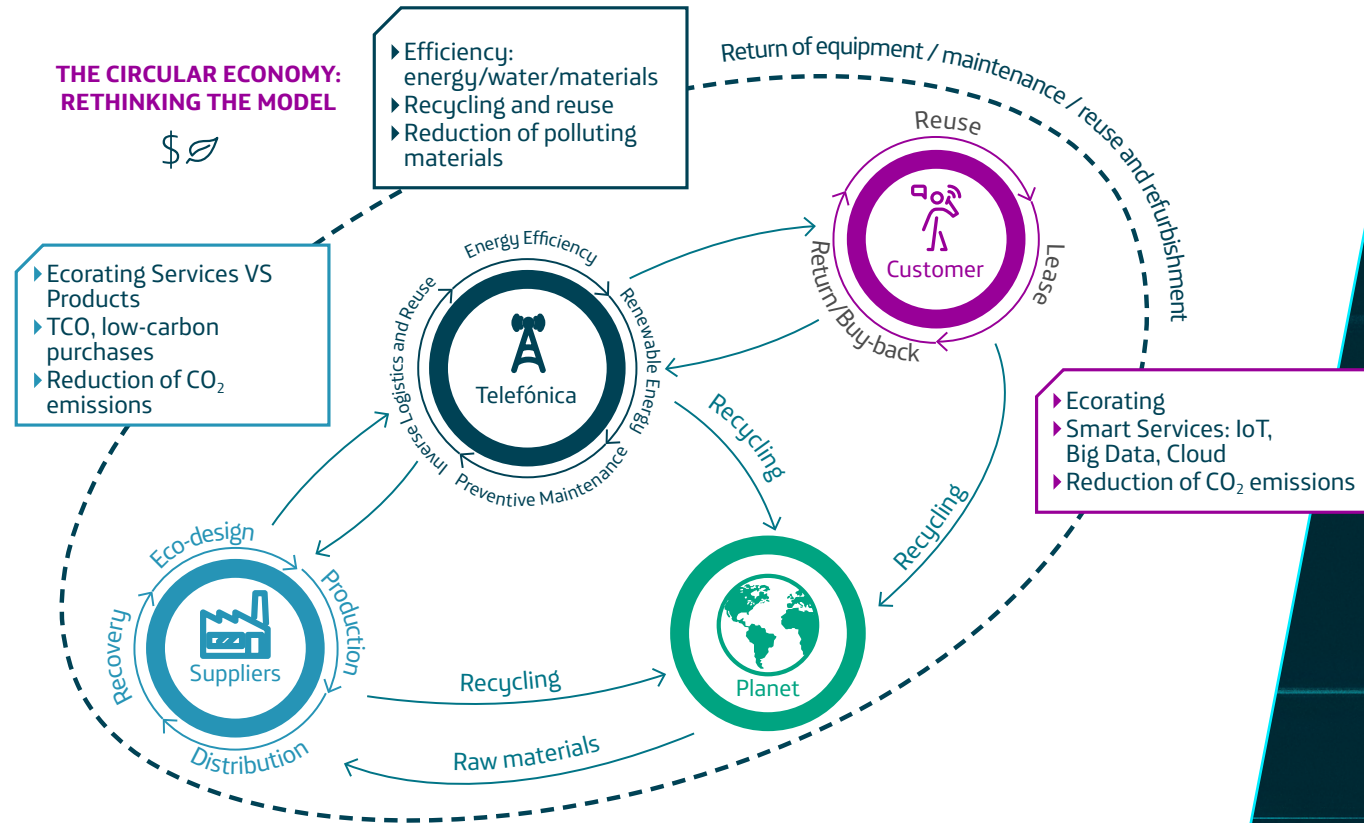 THE CIRCULAR ECONOMY:
RETHINKING THE MODEL
Efficiency:
energy/water/materials
Recycling and reuse
Reduction of polluting
materials
Return of equipment / maintenance / reuse and refurbishment
Ecorating Services VS
Products
TCO, low-carbon
purchases
Reduction of CO₂
emissions
Energy Efficiency
Renewable Energy
Preventive Maintenance
Inverse Logistics and Reuse
Telefónica
Reuse
Lease
Return/Buy-back
Customer
Ecorating
Smart Services: IoT,
Big Data, Cloud
Reduction of CO₂ emissions
Recycling
Recycling
Eco-design
Production
Distribution
Recovery
Suppliers
Recycling
Raw materials
Planet